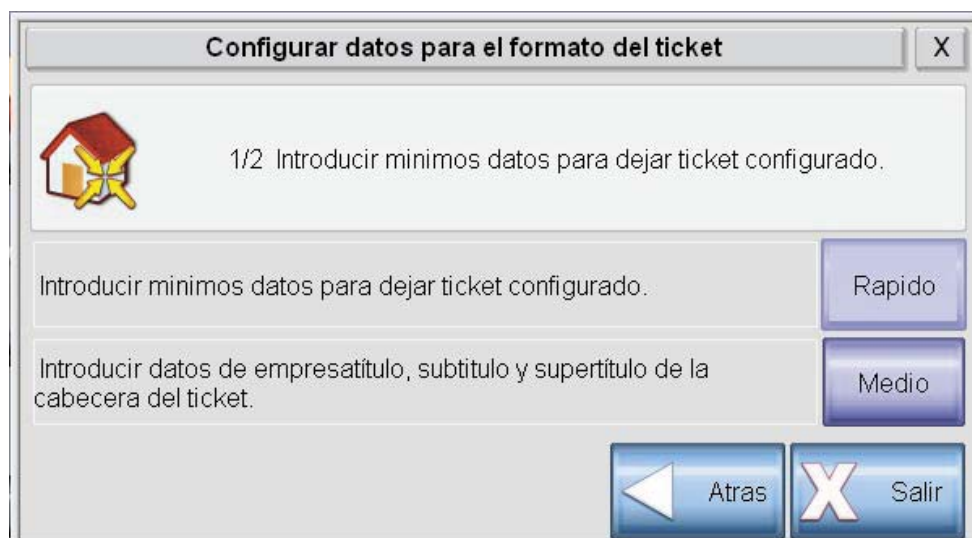 Configurar datos para el formato del ticket
X
1/2 Introducir minimos datos para dejar ticket configurado.
Introducir minimos datos para dejar ticket configurado.
Rapido
Introducir datos de empresatítulo, subtitulo y supertítulo de la
cabecera del ticket.
Medio
Atras
Salir